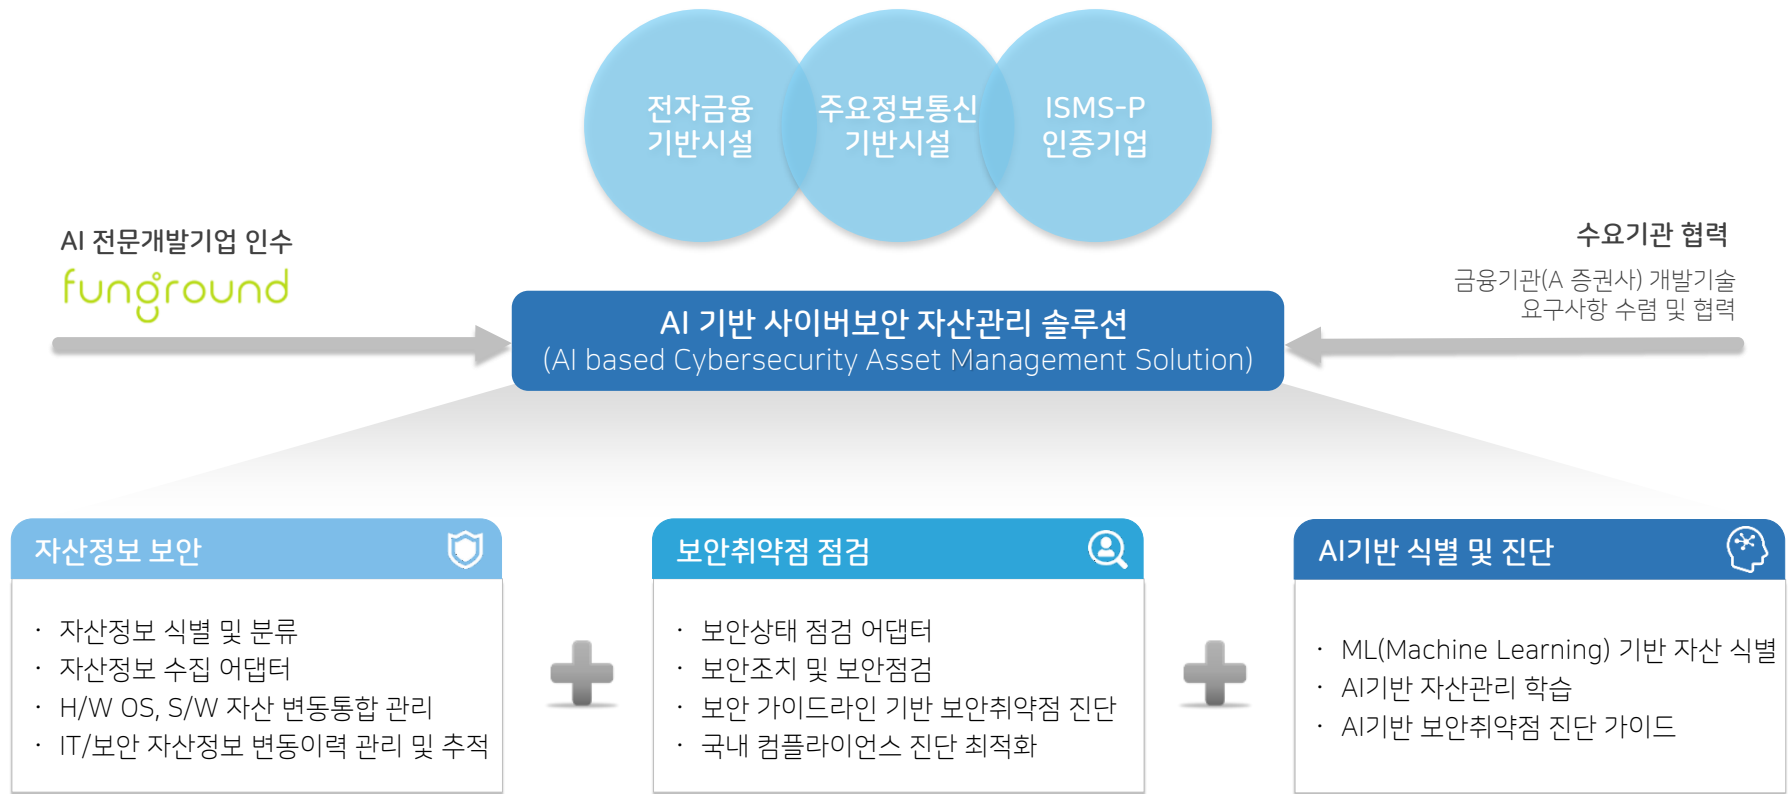 전자금융
기반시설
주요정보통신
기반시설
ISMS-P
인증기업
AI 전문개발기업 인수
funground
수요기관 협력
금융기관(A 증권사) 개발기술
요구사항 수렴 및 협력
AI 기반 사이버보안 자산관리 솔루션
(AI based Cybersecurity Asset Management Solution)
자산정보 보안
· 자산정보 식별 및 분류
· 자산정보 수집 어댑터
· H/W OS, S/W 자산 변동통합 관리
· IT/보안 자산정보 변동이력 관리 및 추적
보안취약점 점검
· 보안상태 점검 어댑터
· 보안조치 및 보안점검
· 보안 가이드라인 기반 보안취약점 진단
· 국내 컴플라이언스 진단 최적화
AI기반 식별 및 진단
· ML(Machine Learning) 기반 자산 식별
· AI기반 자산관리 학습
· AI기반 보안취약점 진단 가이드